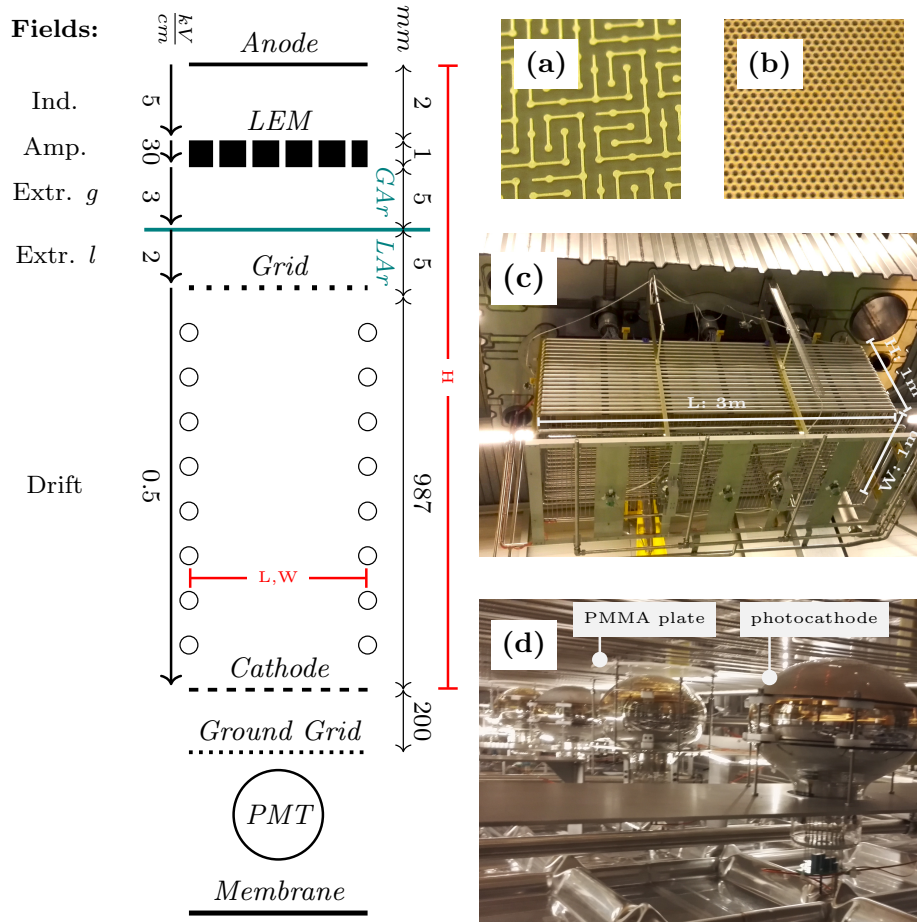 Fields:
kV
cm
mm
Anode
Ind.
5
2
LEM
Amp.
30
1
Extr. g
3
GAr
5
Extr. l
2
LAr
5
Grid
H
Drift
0.5
987
L,W
Cathode
200
Ground Grid
PMT
Membrane
(a)
(b)
(c)
H: 1m
L: 3m
W: 1m
(d)
PMMA plate
photocathode